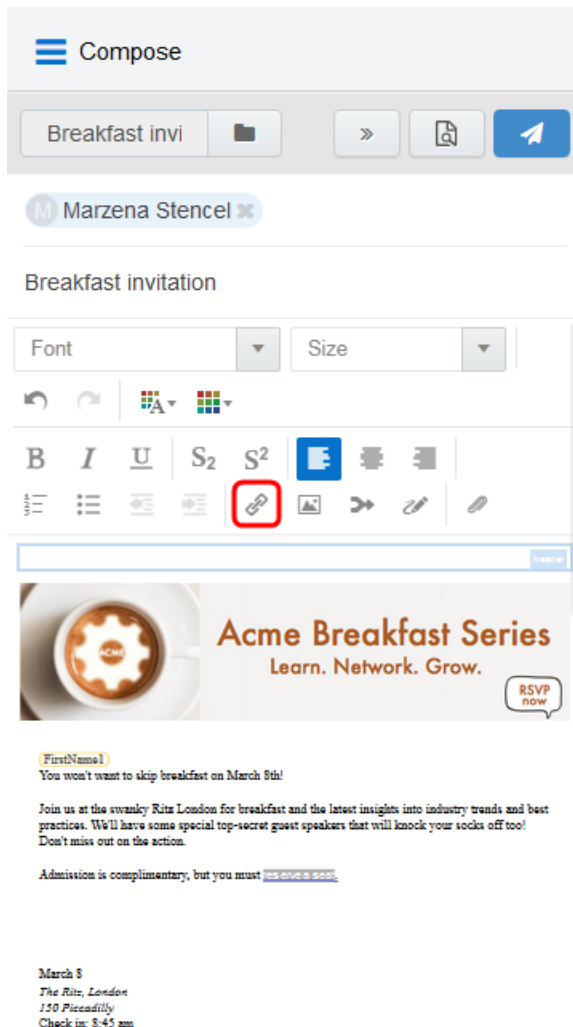 Compose
Breakfast invi
M Marzena Stencel
Breakfast invitation
Font Size
A
B I U S2 S²
header
ACME
Acme Breakfast Series
Learn. Network. Grow.
RSVP
now
FirstName1
You won't want to skip breakfast on March 8th!
Join us at the swanky Ritz London for breakfast and the latest insights into industry trends and best
practices. We'll have some special top-secret guest speakers that will knock your socks off too!
Don't miss out on the action.
Admission is complimentary, but you must reserve a seat.
March 8
The Ritz, London
150 Piccadilly
Check in: 8:45 am